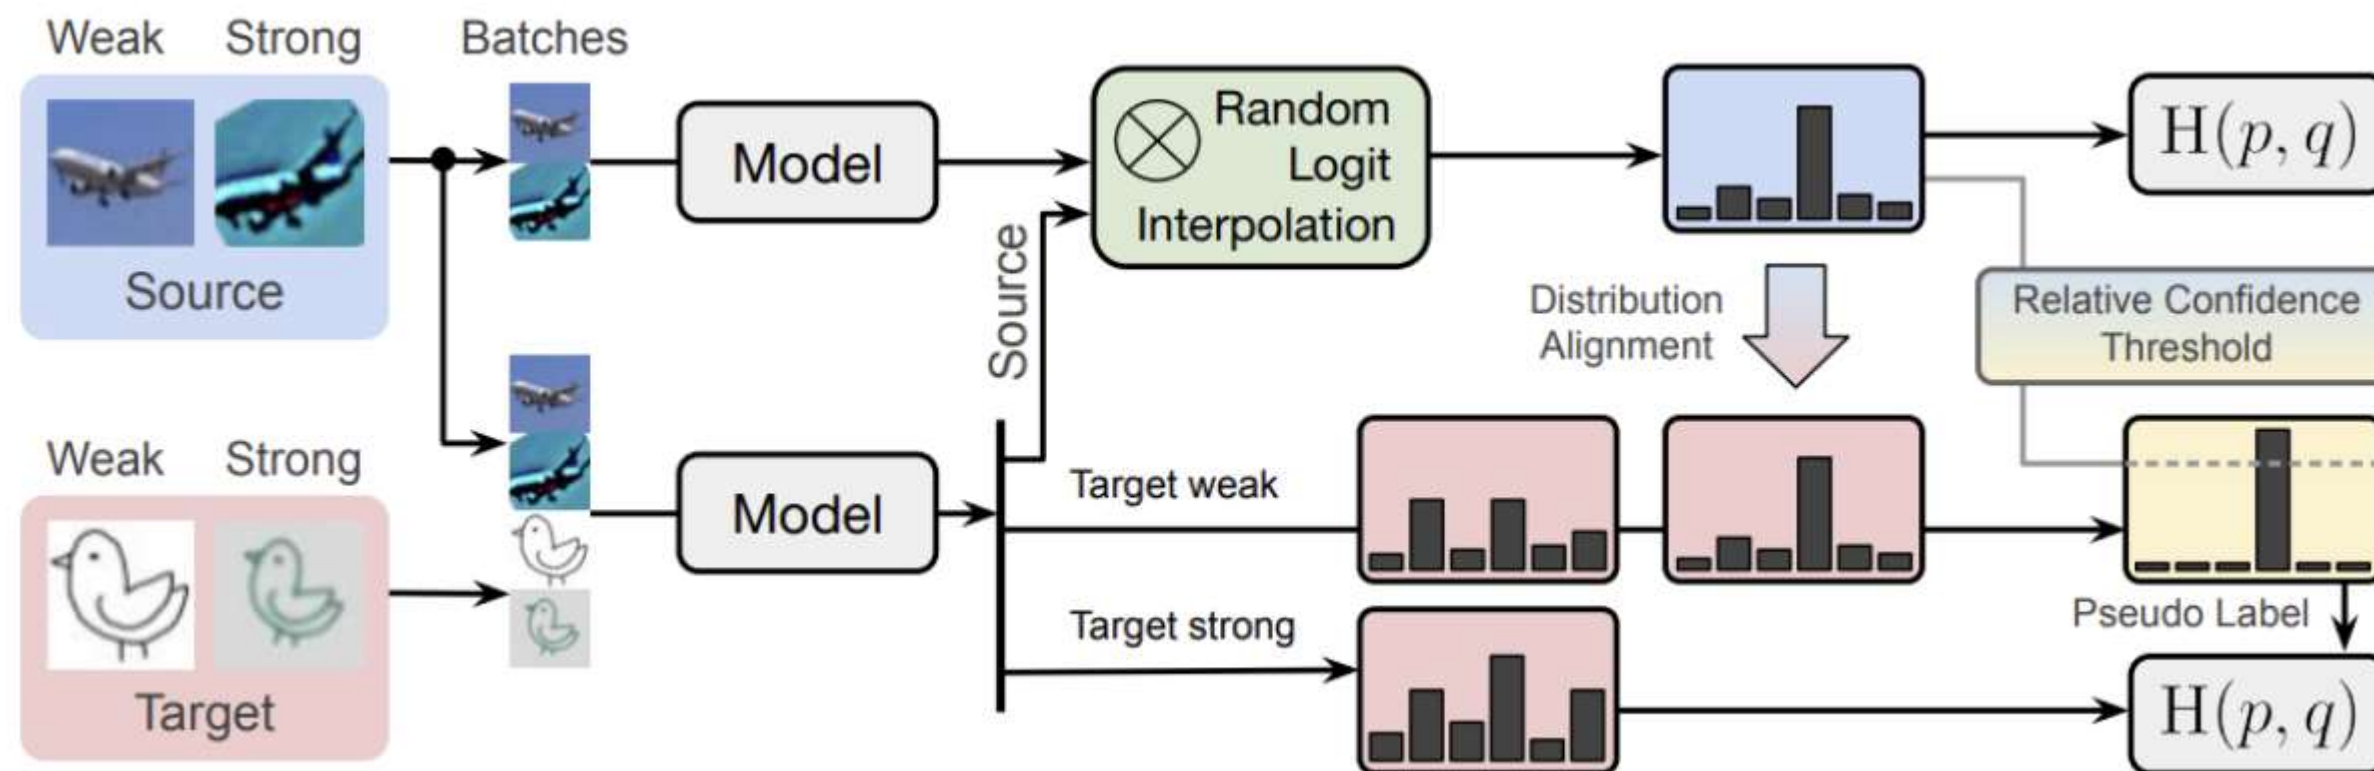 Weak Strong Batches
Source
Model
Random
Logit
Interpolation
H(p, q)
Source
Distribution
Alignment
Relative Confidence
Threshold
Weak Strong
Target
Model
Target weak
Target strong
Pseudo Label
H(p, q)